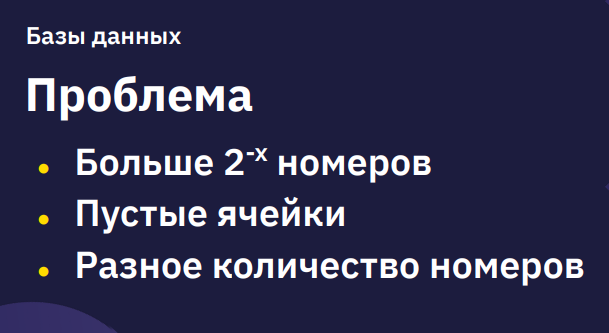 Базы данных
Проблема
• Больше 2⁻ˣ номеров
• Пустые ячейки
• Разное количество номеров